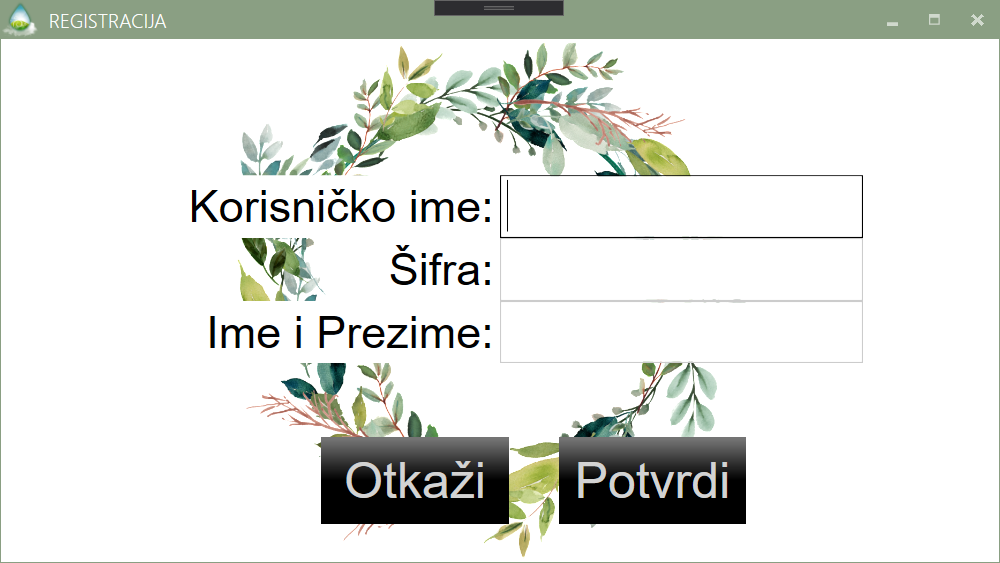 REGISTRACIJA
Korisničko ime:
Šifra:
Ime i Prezime:
Otkaži Potvrdi